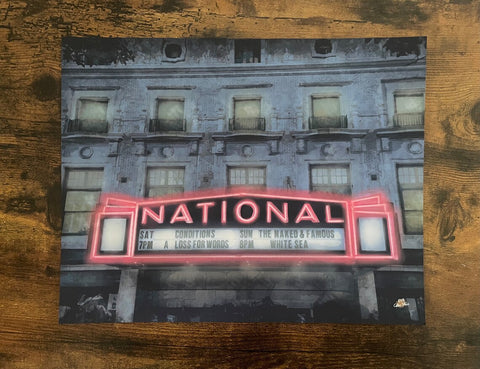 NATIONAL
SAT CONDITIONS SUN THE NAKED & FAMOUS
7PM A LOSS FOR WORDS 8PM WHITE SEA